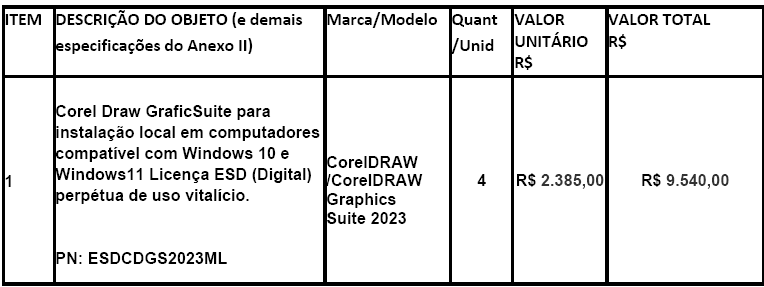 ITEM
DESCRIÇÃO DO OBJETO (e demais
especificações do Anexo II)
Marca/Modelo
Quant
/Unid
VALOR
UNITÁRIO
R$
VALOR TOTAL
R$
1
Corel Draw GraficSuite para
instalação local em computadores
compatível com Windows 10 e
Windows11 Licença ESD (Digital)
perpétua de uso vitalício.
PN: ESDCDGS2023ML
CorelDRAW
/CorelDRAW
Graphics
Suite 2023
4
R$ 2.385,00
R$ 9.540,00